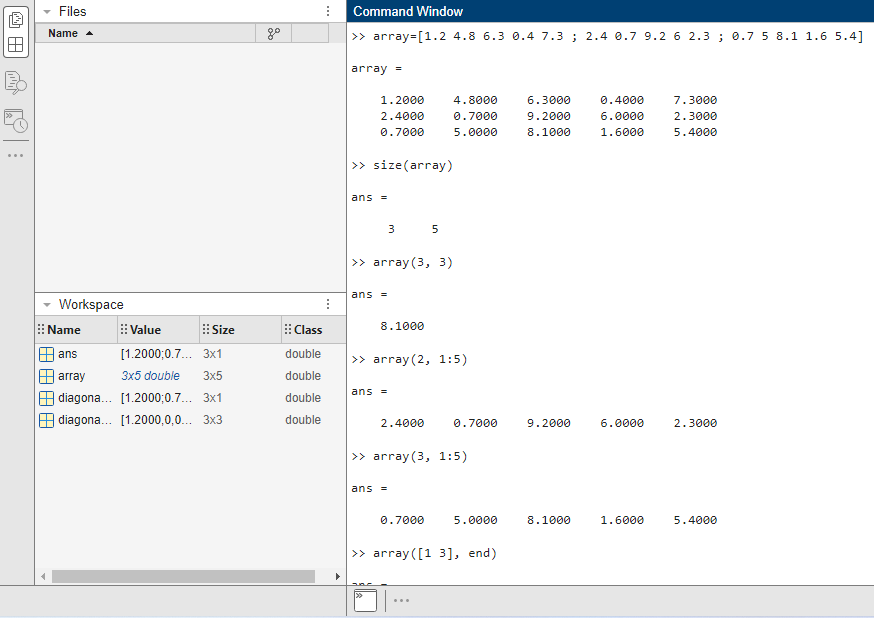 Files
Name
Workspace
Name Value Size Class
ans [1.2000;0.7... 3x1 double
array 3x5 double 3x5 double
diagona... [1.2000;0.7... 3x1 double
diagona... [1.2000,0,0... 3x3 double
Command Window
>> array=[1.2 4.8 6.3 0.4 7.3 ; 2.4 0.7 9.2 6 2.3 ; 0.7 5 8.1 1.6 5.4]
array =
1.2000 4.8000 6.3000 0.4000 7.3000
2.4000 0.7000 9.2000 6.0000 2.3000
0.7000 5.0000 8.1000 1.6000 5.4000
>> size(array)
ans =
3 5
>> array(3, 3)
ans =
8.1000
>> array(2, 1:5)
ans =
2.4000 0.7000 9.2000 6.0000 2.3000
>> array(3, 1:5)
ans =
0.7000 5.0000 8.1000 1.6000 5.4000
>> array([1 3], end)
ans =